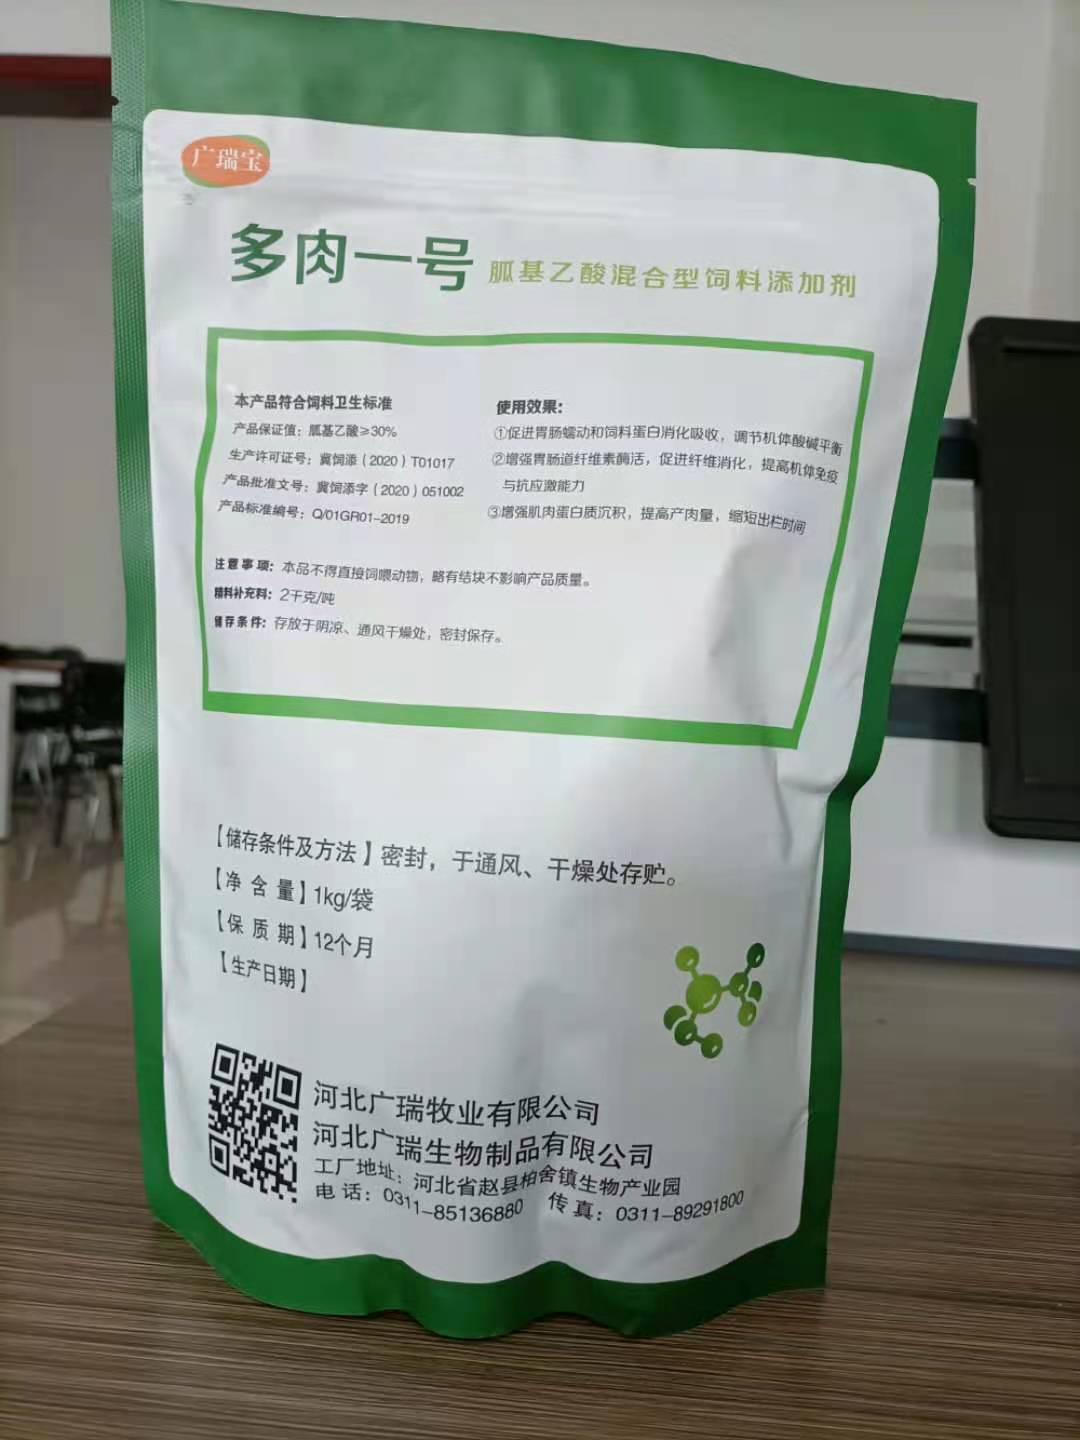 广瑞宝
多肉一号 胍基乙酸混合型饲料添加剂
本产品符合饲料卫生标准
产品保证值：胍基乙酸≥30%
生产许可证号：冀饲添（2020）T01017
产品批准文号：冀饲添字（2020）051002
产品标准编号：Q/01GR01-2019
使用效果：
①促进胃肠蠕动和饲料蛋白消化吸收，调节机体酸碱平衡
②增强胃肠道纤维素酶活，促进纤维消化，提高机体免疫
与抗应激能力
③增强肌肉蛋白质沉积，提高产肉量，缩短出栏时间
注意事项：本品不得直接饲喂动物，略有结块不影响产品质量。
精料补充料：2千克/吨
储存条件：存放于阴凉、通风干燥处，密封保存。
【储存条件及方法】密封，于通风、干燥处存贮。
【净含量】1kg/袋
【保质期】12个月
【生产日期】
河北广瑞牧业有限公司
河北广瑞生物制品有限公司
工厂地址：河北省赵县柏舍镇生物产业园
电话：0311-85136880 传真：0311-89291800